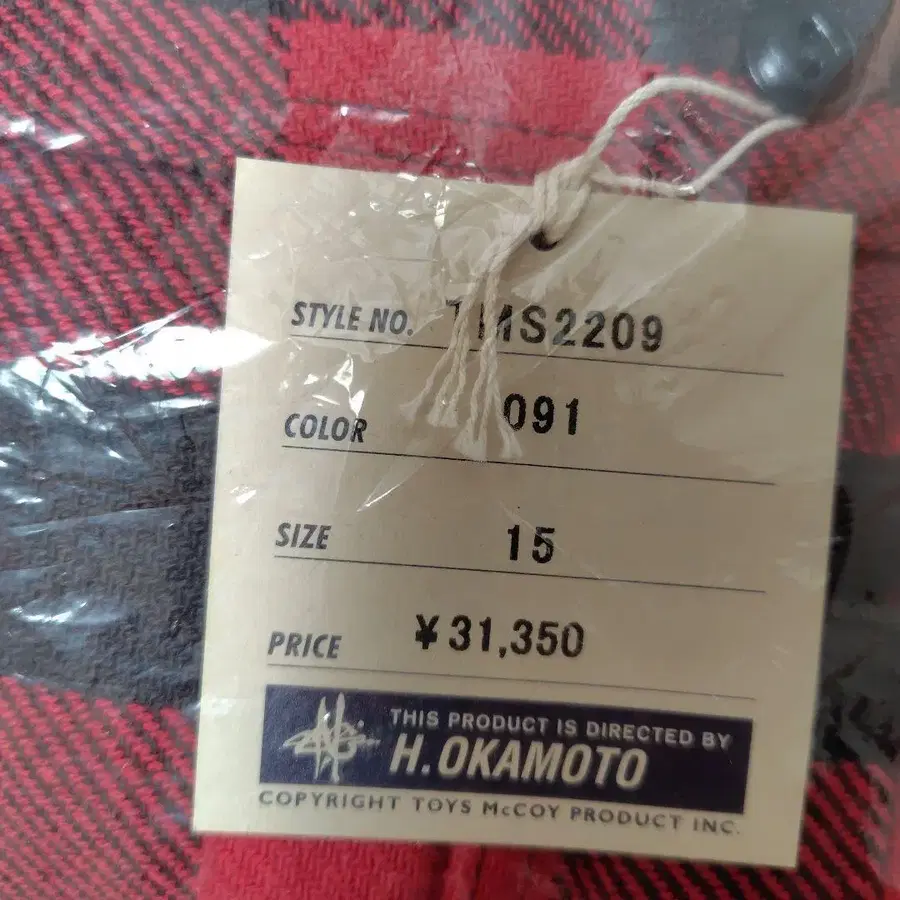 STYLE NO. TMS2209
COLOR 091
SIZE 15
PRICE ¥31,350
THIS PRODUCT IS DIRECTED BY
H.OKAMOTO
COPYRIGHT TOYS McCOY PRODUCT INC.